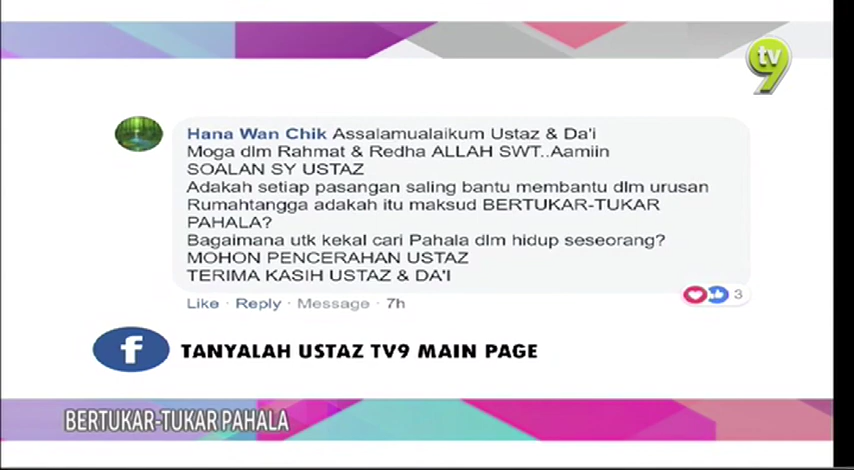 tv
9
Hana Wan Chik Assalamualaikum Ustaz & Da'i
Moga dlm Rahmat & Redha ALLAH SWT..Aamiin
SOALAN SY USTAZ
Adakah setiap pasangan saling bantu membantu dlm urusan
Rumahtangga adakah itu maksud BERTUKAR-TUKAR
PAHALA?
Bagaimana utk kekal cari Pahala dlm hidup seseorang?
MOHON PENCERAHAN USTAZ
TERIMA KASIH USTAZ & DA'I
Like · Reply · Message · 7h
3
f TANYALAH USTAZ TV9 MAIN PAGE
BERTUKAR-TUKAR PAHALA